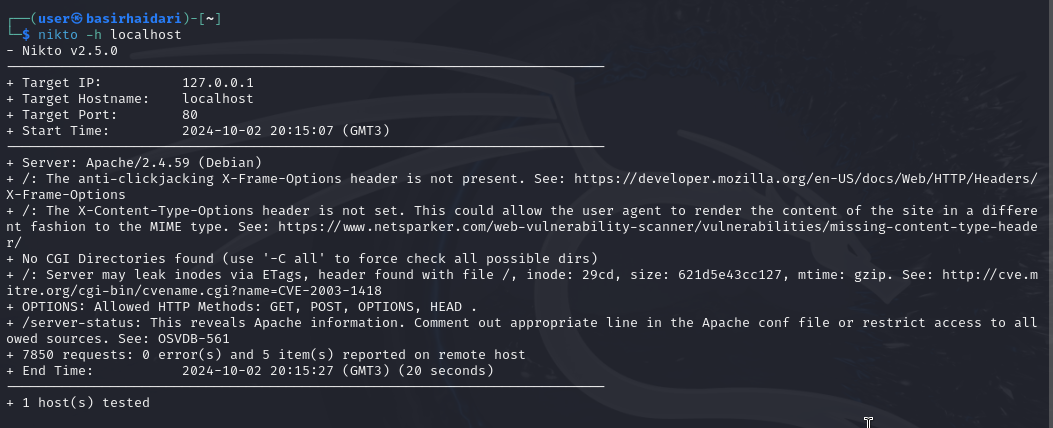 ┌──(user㉿basirhaidari)-[~]
└─$ nikto -h localhost
- Nikto v2.5.0
---------------------------------------------------------------------------
+ Target IP:          127.0.0.1
+ Target Hostname:    localhost
+ Target Port:        80
+ Start Time:         2024-10-02 20:15:07 (GMT3)
---------------------------------------------------------------------------
+ Server: Apache/2.4.59 (Debian)
+ /: The anti-clickjacking X-Frame-Options header is not present. See: https://developer.mozilla.org/en-US/docs/Web/HTTP/Headers/
X-Frame-Options
+ /: The X-Content-Type-Options header is not set. This could allow the user agent to render the content of the site in a differe
nt fashion to the MIME type. See: https://www.netsparker.com/web-vulnerability-scanner/vulnerabilities/missing-content-type-heade
r/
+ No CGI Directories found (use '-C all' to force check all possible dirs)
+ /: Server may leak inodes via ETags, header found with file /, inode: 29cd, size: 621d5e43cc127, mtime: gzip. See: http://cve.m
itre.org/cgi-bin/cvename.cgi?name=CVE-2003-1418
+ OPTIONS: Allowed HTTP Methods: GET, POST, OPTIONS, HEAD .
+ /server-status: This reveals Apache information. Comment out appropriate line in the Apache conf file or restrict access to all
owed sources. See: OSVDB-561
+ 7850 requests: 0 error(s) and 5 item(s) reported on remote host
+ End Time:           2024-10-02 20:15:27 (GMT3) (20 seconds)
---------------------------------------------------------------------------
+ 1 host(s) tested